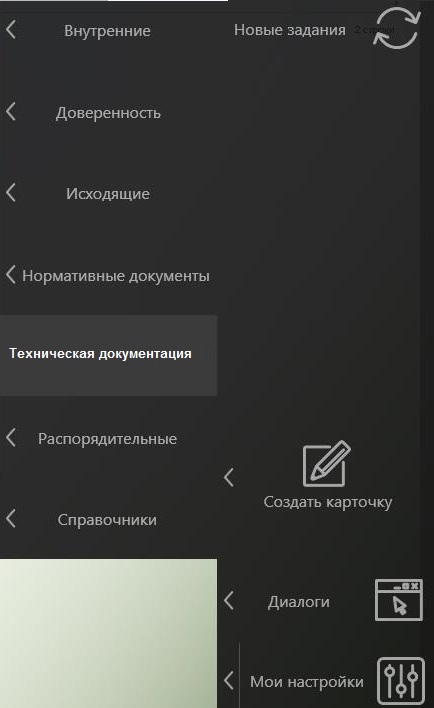 Внутренние
Доверенность
Исходящие
Нормативные документы
Техническая документация
Распорядительные
Справочники
Новые задания
Создать карточку
Диалоги
Мои настройки